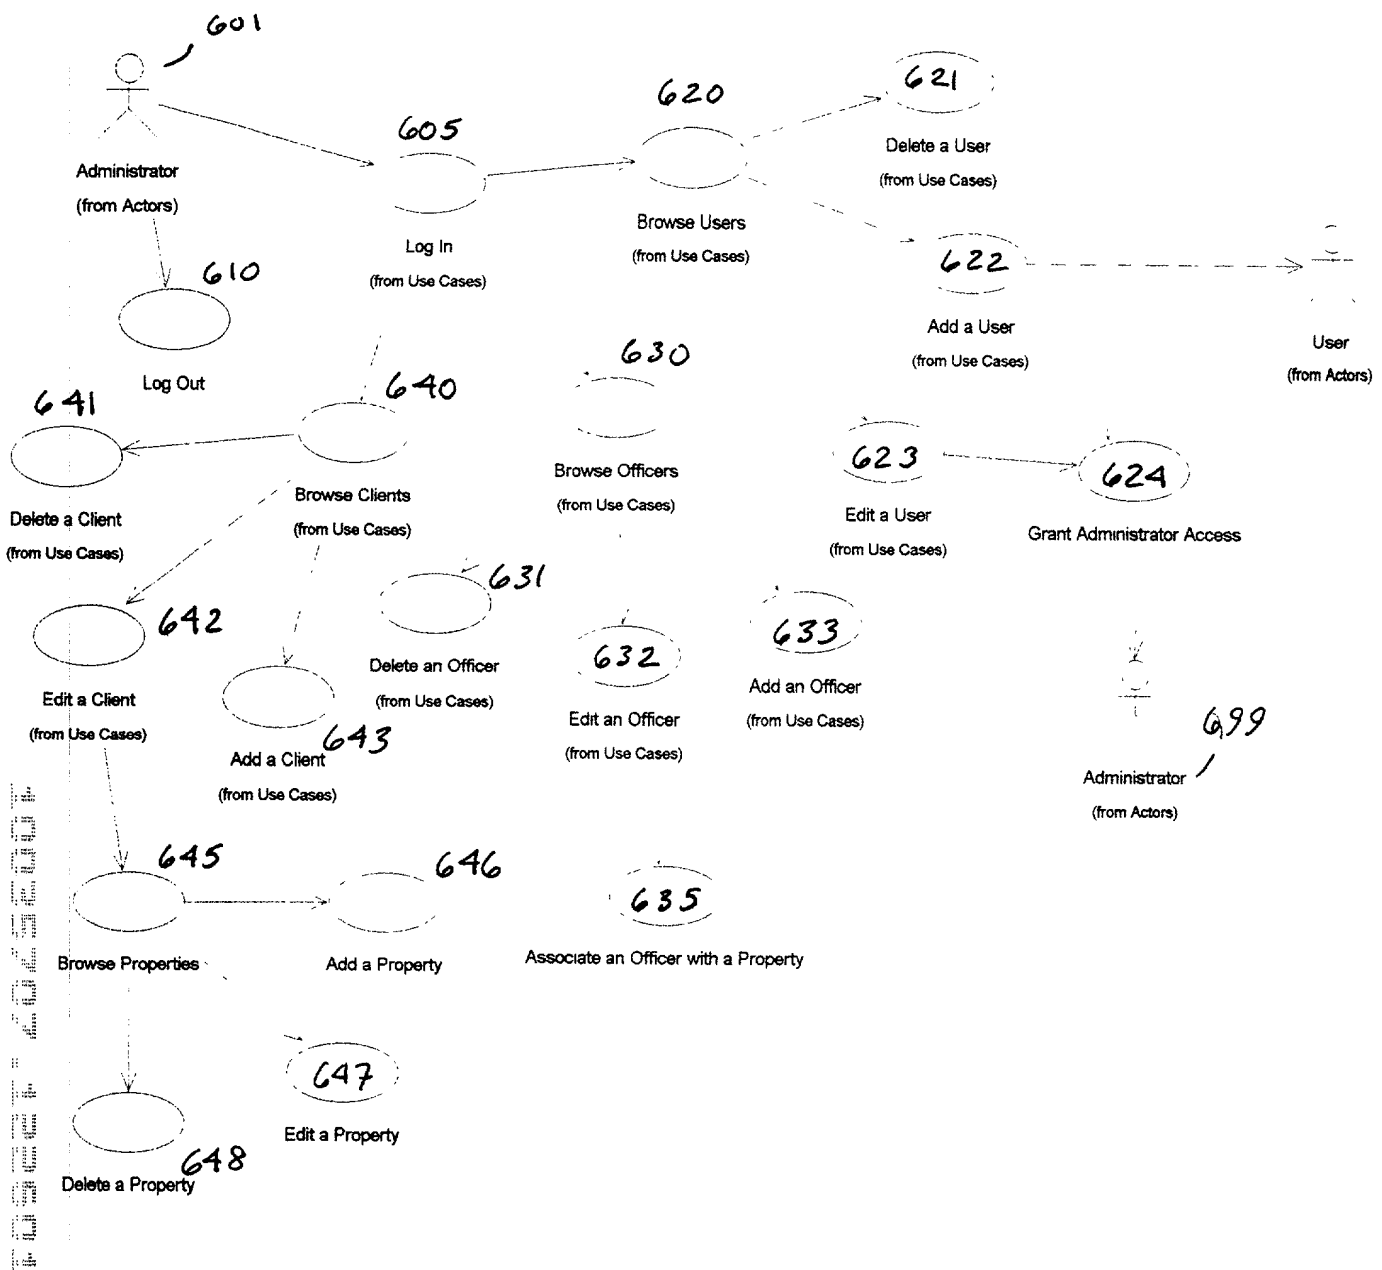 601
Administrator
(from Actors)
605
Log In
(from Use Cases)
620
Browse Users
(from Use Cases)
621
Delete a User
(from Use Cases)
622
Add a User
(from Use Cases)
User
(from Actors)
610
Log Out
640
Browse Clients
(from Use Cases)
641
Delete a Client
(from Use Cases)
630
Browse Officers
(from Use Cases)
623
Edit a User
(from Use Cases)
624
Grant Administrator Access
642
Edit a Client
(from Use Cases)
643
Add a Client
(from Use Cases)
631
Delete an Officer
(from Use Cases)
632
Edit an Officer
(from Use Cases)
633
Add an Officer
(from Use Cases)
699
Administrator
(from Actors)
645
Browse Properties
646
Add a Property
635
Associate an Officer with a Property
647
Edit a Property
648
Delete a Property